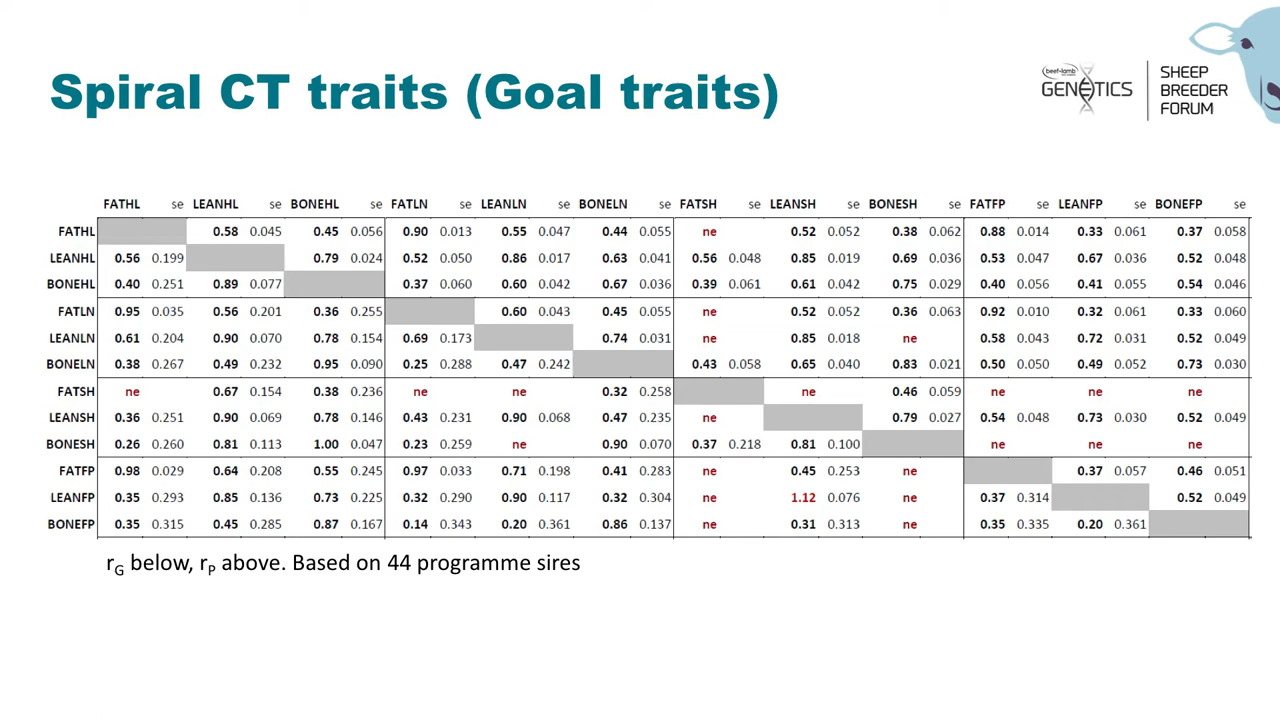 Spiral CT traits (Goal traits)
beef+lamb
GENETICS
SHEEP
BREEDER
FORUM
FATHL se LEANHL se BONEHL se FATLN se LEANLN se BONELN se FATSH se LEANSH se BONESH se FATFP se LEANFP se BONEFP se
FATHL 0.58 0.045 0.45 0.056 0.90 0.013 0.55 0.047 0.44 0.055 ne 0.52 0.052 0.38 0.062 0.88 0.014 0.33 0.061 0.37 0.058
LEANHL 0.56 0.199 0.79 0.024 0.52 0.050 0.86 0.017 0.63 0.041 0.56 0.048 0.85 0.019 0.69 0.036 0.53 0.047 0.67 0.036 0.52 0.048
BONEHL 0.40 0.251 0.89 0.077 0.37 0.060 0.60 0.042 0.67 0.036 0.39 0.061 0.61 0.042 0.75 0.029 0.40 0.056 0.41 0.055 0.54 0.046
FATLN 0.95 0.035 0.56 0.201 0.36 0.255 0.60 0.043 0.45 0.055 ne 0.52 0.052 0.36 0.063 0.92 0.010 0.32 0.061 0.33 0.060
LEANLN 0.61 0.204 0.90 0.070 0.78 0.154 0.69 0.173 0.74 0.031 ne 0.85 0.018 ne 0.58 0.043 0.72 0.031 0.52 0.049
BONELN 0.38 0.267 0.49 0.232 0.95 0.090 0.25 0.288 0.47 0.242 0.43 0.058 0.65 0.040 0.83 0.021 0.50 0.050 0.49 0.052 0.73 0.030
FATSH ne 0.67 0.154 0.38 0.236 ne ne 0.32 0.258 ne 0.46 0.059 ne ne ne
LEANSH 0.36 0.251 0.90 0.069 0.78 0.146 0.43 0.231 0.90 0.068 0.47 0.235 ne 0.79 0.027 0.54 0.048 0.73 0.030 0.52 0.049
BONESH 0.26 0.260 0.81 0.113 1.00 0.047 0.23 0.259 ne 0.90 0.070 0.37 0.218 0.81 0.100 ne ne ne
FATFP 0.98 0.029 0.64 0.208 0.55 0.245 0.97 0.033 0.71 0.198 0.41 0.283 ne 0.45 0.253 ne 0.37 0.057 0.46 0.051
LEANFP 0.35 0.293 0.85 0.136 0.73 0.225 0.32 0.290 0.90 0.117 0.32 0.304 ne 1.12 0.076 ne 0.37 0.314 0.52 0.049
BONEFP 0.35 0.315 0.45 0.285 0.87 0.167 0.14 0.343 0.20 0.361 0.86 0.137 ne 0.31 0.313 ne 0.35 0.335 0.20 0.361
rG below, rP above. Based on 44 programme sires